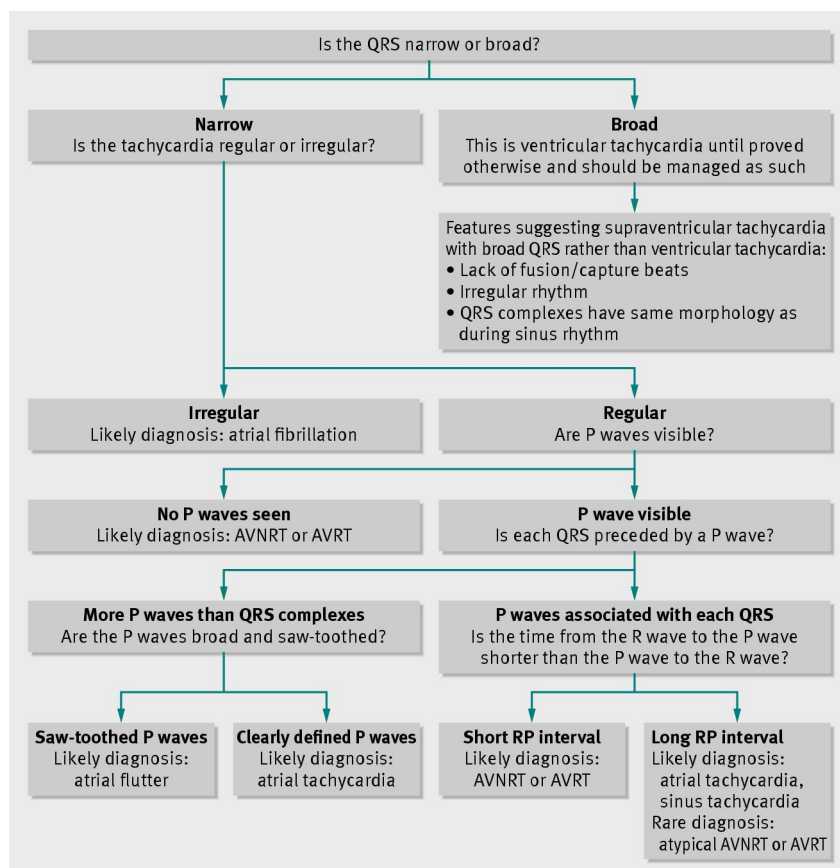 Is the QRS narrow or broad?
Narrow
Is the tachycardia regular or irregular?
Broad
This is ventricular tachycardia until proved
otherwise and should be managed as such
Features suggesting supraventricular tachycardia
with broad QRS rather than ventricular tachycardia:
• Lack of fusion/capture beats
• Irregular rhythm
• QRS complexes have same morphology as
during sinus rhythm
Irregular
Likely diagnosis: atrial fibrillation
Regular
Are P waves visible?
No P waves seen
Likely diagnosis: AVNRT or AVRT
P wave visible
Is each QRS preceded by a P wave?
More P waves than QRS complexes
Are the P waves broad and saw-toothed?
P waves associated with each QRS
Is the time from the R wave to the P wave
shorter than the P wave to the R wave?
Saw-toothed P waves
Likely diagnosis:
atrial flutter
Clearly defined P waves
Likely diagnosis:
atrial tachycardia
Short RP interval
Likely diagnosis:
AVNRT or AVRT
Long RP interval
Likely diagnosis:
atrial tachycardia,
sinus tachycardia
Rare diagnosis:
atypical AVNRT or AVRT